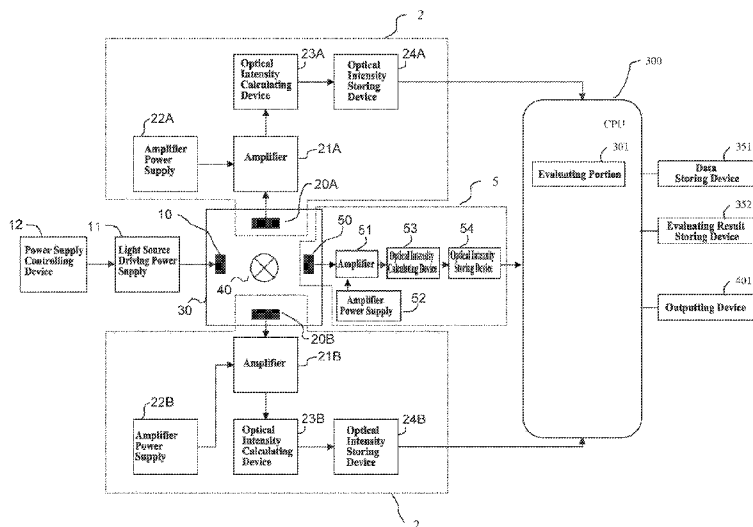 2
23A
24A
Optical
Intensity
Calculating
Device
Optical
Intensity
Storing
Device
300
22A
CPU
301
351
Amplifier
Power
Supply
Amplifier
21A
Evaluating Portion
Data
Storing Device
5
20A
352
12
11
10
50
51
53
54
Evaluating Result
Storing Device
Power Supply
Controlling
Device
Light Source
Driving Power
Supply
Amplifier
Optical Intensity
Calculating Device
Optical Intensity
Storing Device
40
401
30
Amplifier
Power Supply
52
Outputting Device
20B
21B
Amplifier
22B
23B
24B
Amplifier
Power
Supply
Optical
Intensity
Calculating
Device
Optical
Intensity
Storing
Device
2